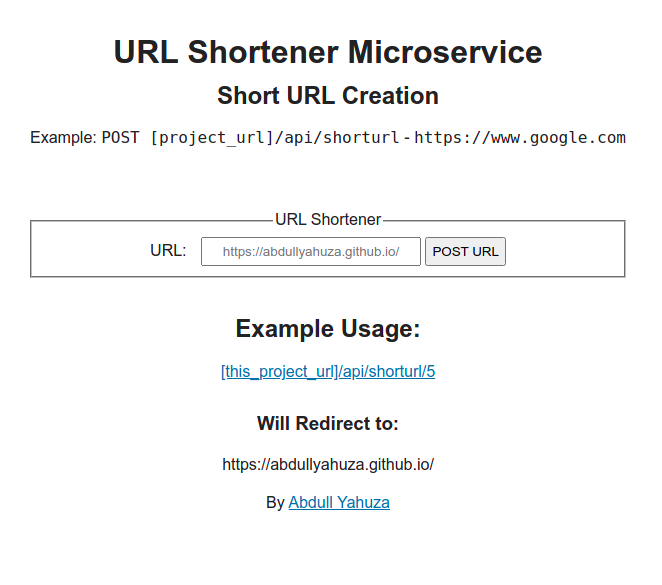 URL Shortener Microservice
Short URL Creation
Example: POST [project_url]/api/shorturl - https://www.google.com
URL Shortener
URL: https://abdullyahuza.github.io/ POST URL
Example Usage:
[this_project_url]/api/shorturl/5
Will Redirect to:
https://abdullyahuza.github.io/
By Abdull Yahuza